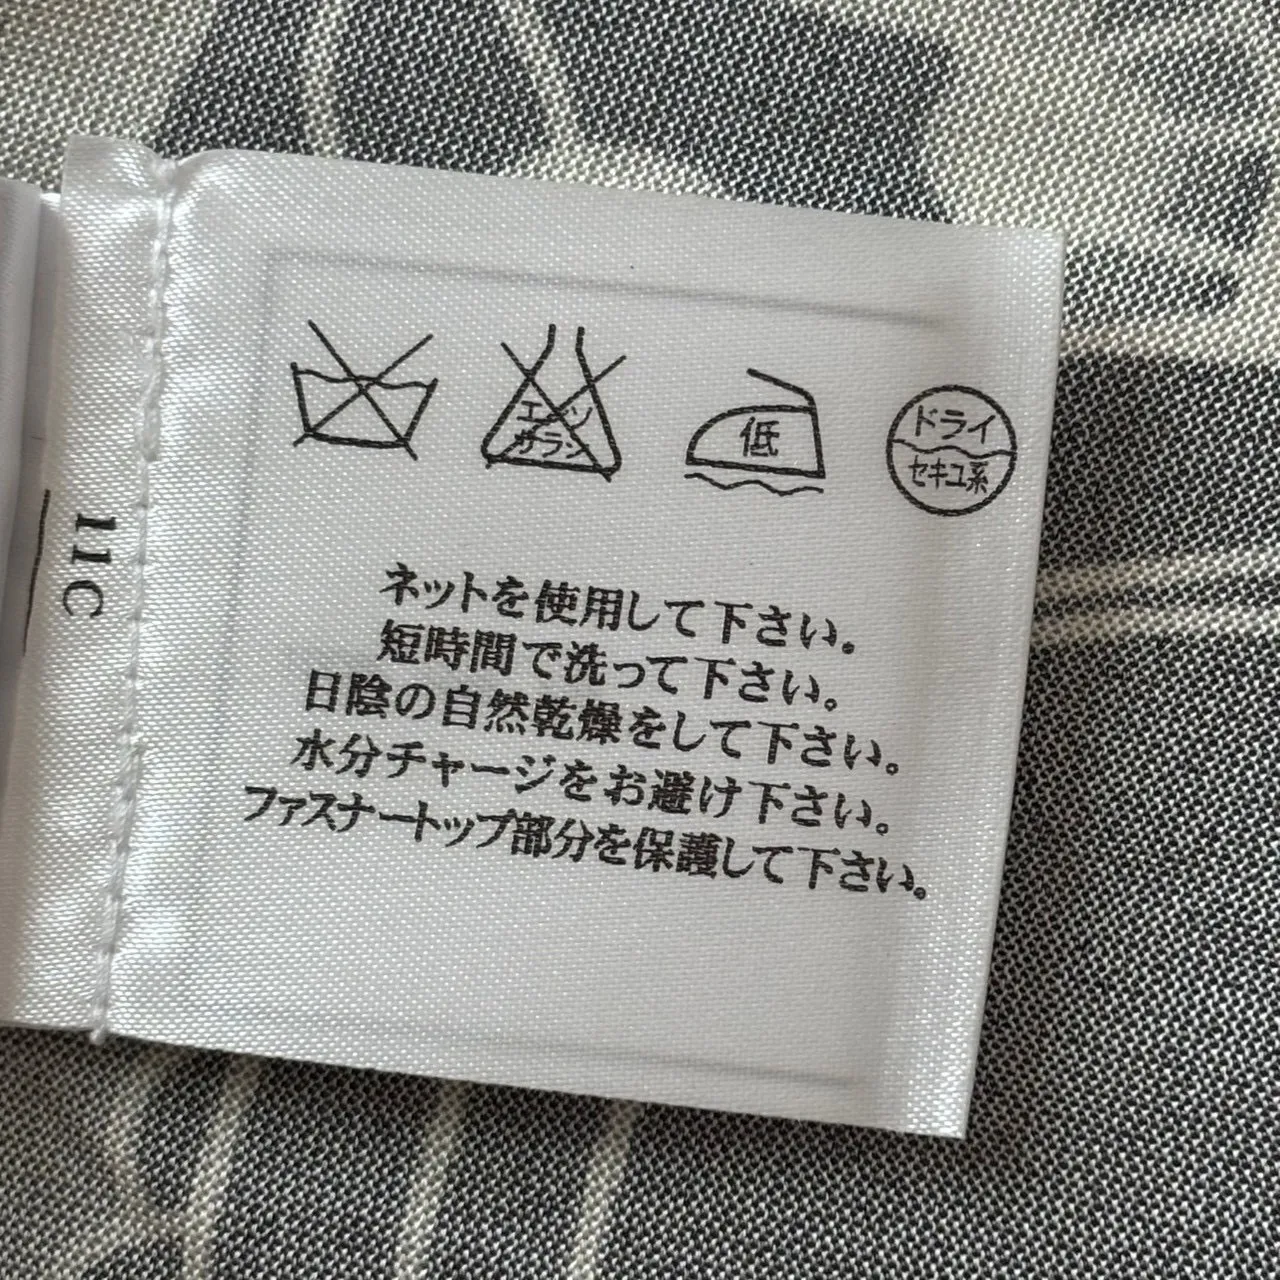 エンソ
サラシ
低
ドライ
セキユ系
ネットを使用して下さい。
短時間で洗って下さい。
日陰の自然乾燥をして下さい。
水分チャージをお避け下さい。
ファスナートップ部分を保護して下さい。